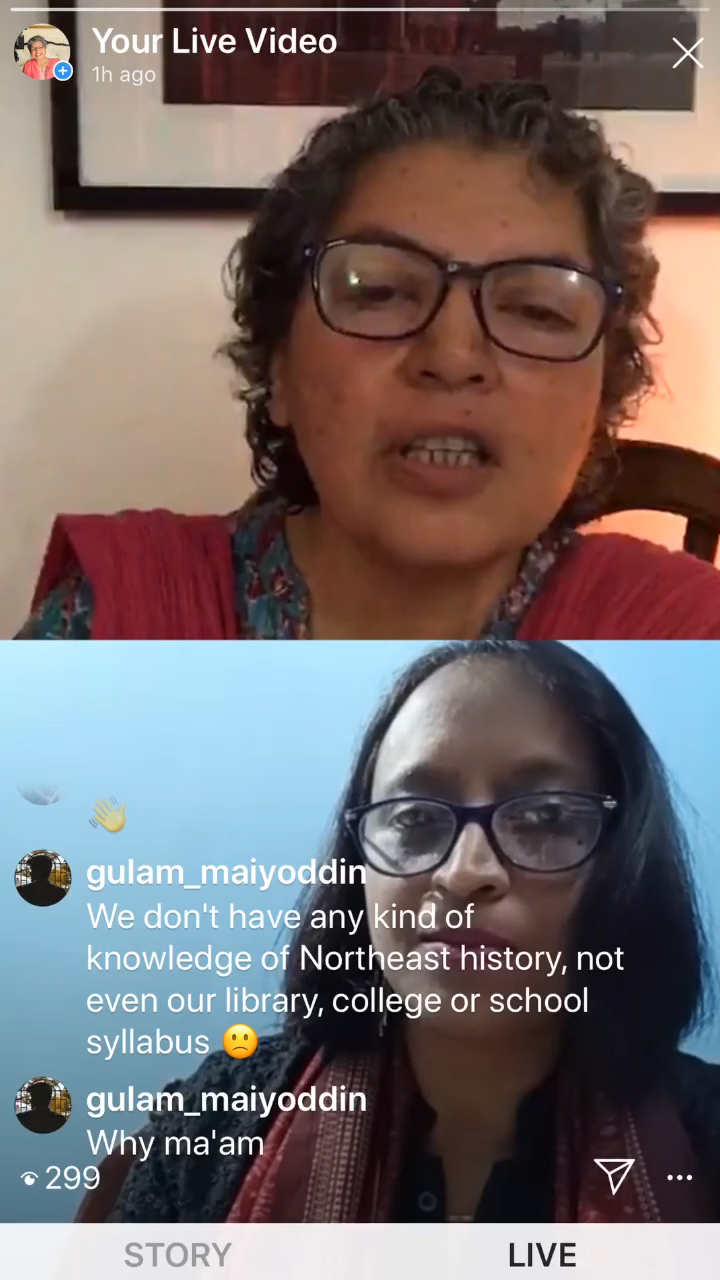 Your Live Video
1h ago
gulam_maiyoddin
We don't have any kind of
knowledge of Northeast history, not
even our library, college or school
syllabus 🙁
gulam_maiyoddin
Why ma'am
299
STORY
LIVE